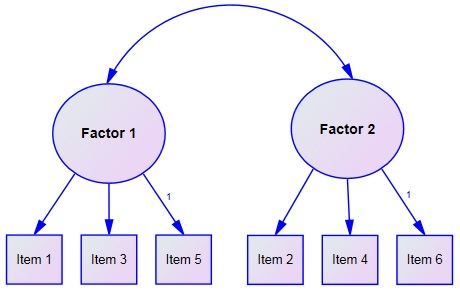 Factor 1
Factor 2
1
1
Item 1
Item 3
Item 5
Item 2
Item 4
Item 6